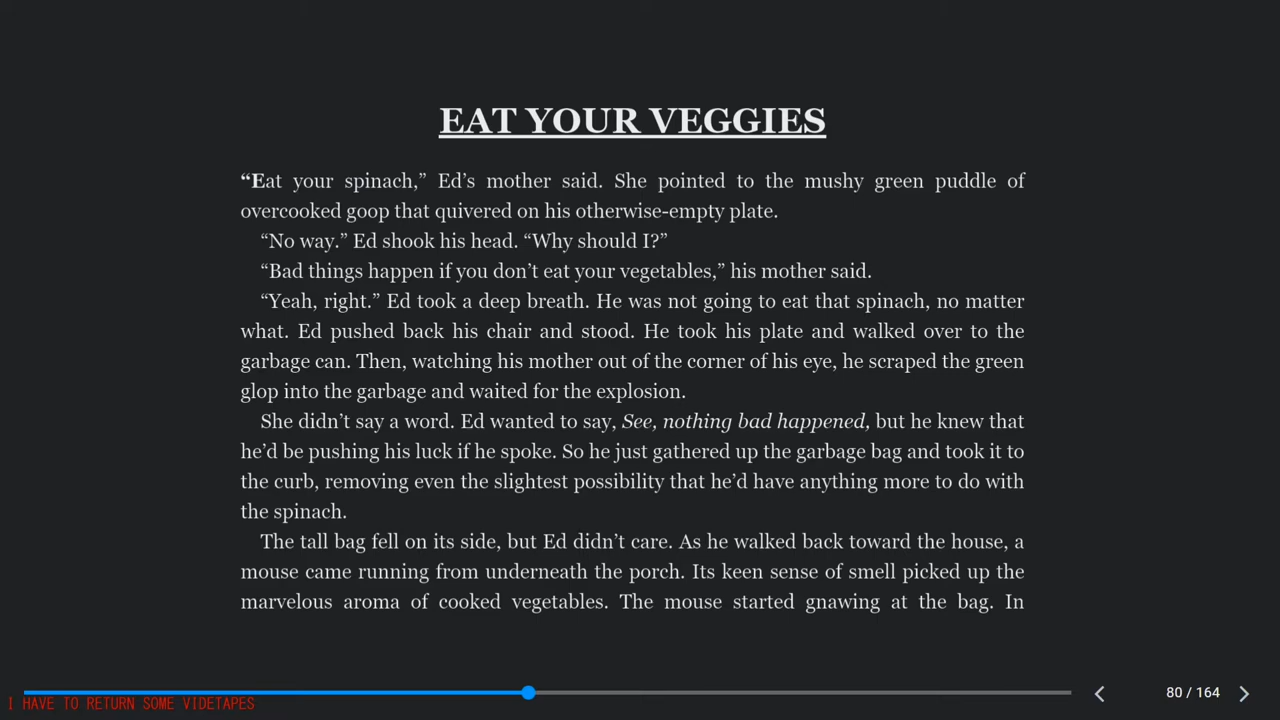 EAT YOUR VEGGIES
“Eat your spinach,” Ed’s mother said. She pointed to the mushy green puddle of
overcooked goop that quivered on his otherwise-empty plate.
“No way.” Ed shook his head. “Why should I?”
“Bad things happen if you don’t eat your vegetables,” his mother said.
“Yeah, right.” Ed took a deep breath. He was not going to eat that spinach, no matter
what. Ed pushed back his chair and stood. He took his plate and walked over to the
garbage can. Then, watching his mother out of the corner of his eye, he scraped the green
glop into the garbage and waited for the explosion.
She didn’t say a word. Ed wanted to say, See, nothing bad happened, but he knew that
he’d be pushing his luck if he spoke. So he just gathered up the garbage bag and took it to
the curb, removing even the slightest possibility that he’d have anything more to do with
the spinach.
The tall bag fell on its side, but Ed didn’t care. As he walked back toward the house, a
mouse came running from underneath the porch. Its keen sense of smell picked up the
marvelous aroma of cooked vegetables. The mouse started gnawing at the bag. In
80 / 164
I HAVE TO RETURN SOME VIDETAPES